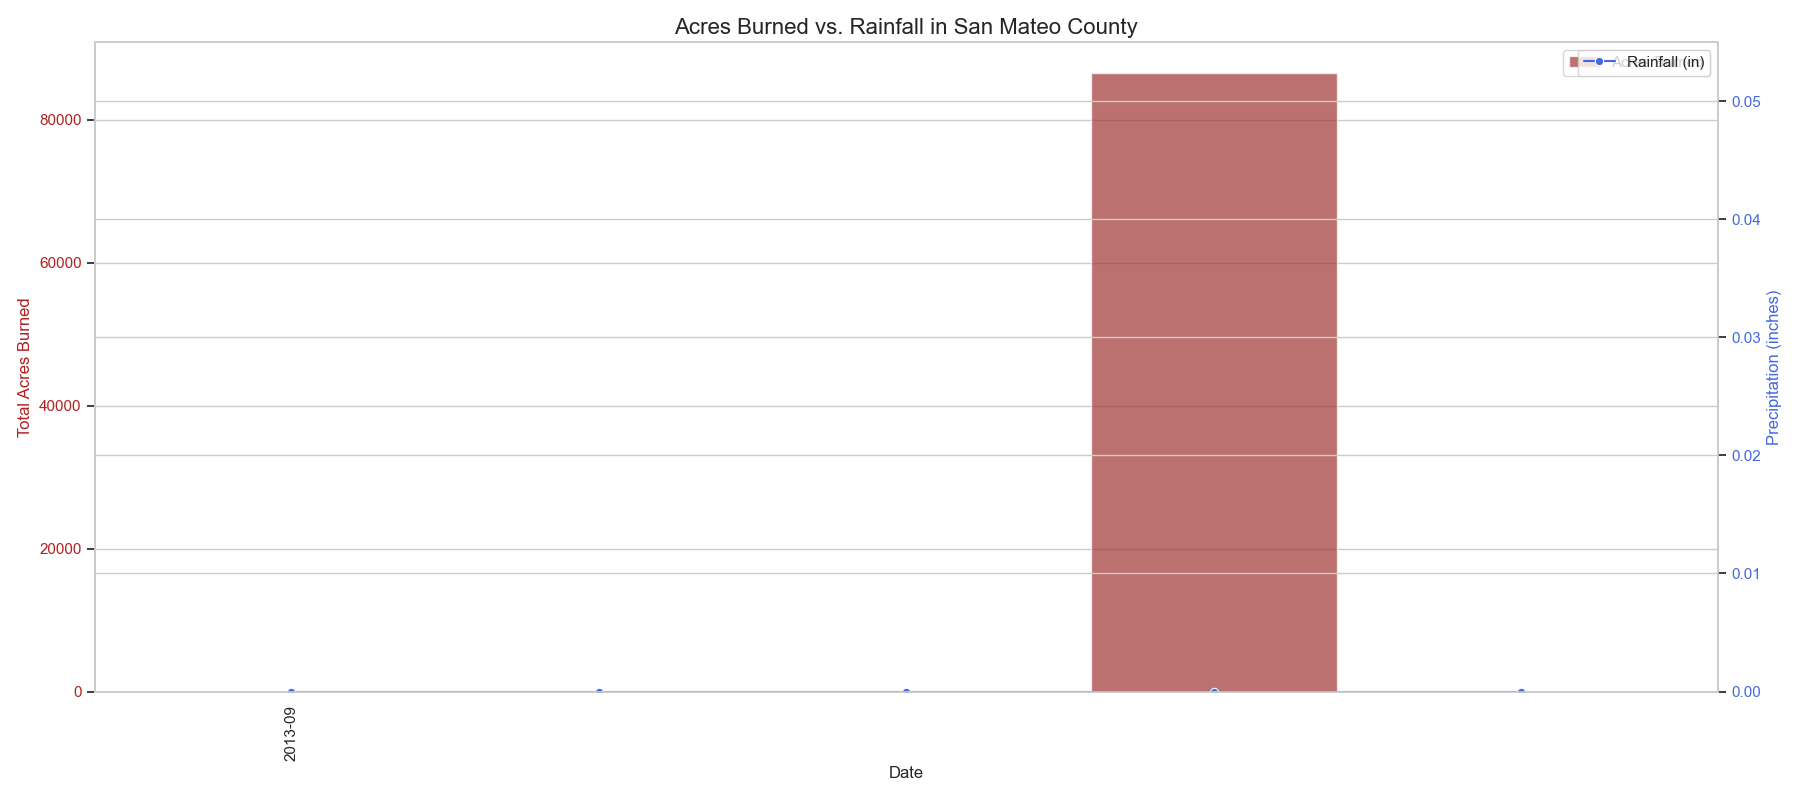 Acres Burned vs. Rainfall in San Mateo County
Rainfall (in)
80000
60000
40000
20000
0
Total Acres Burned
0.05
0.04
0.03
0.02
0.01
0.00
Precipitation (inches)
2013-09
Date